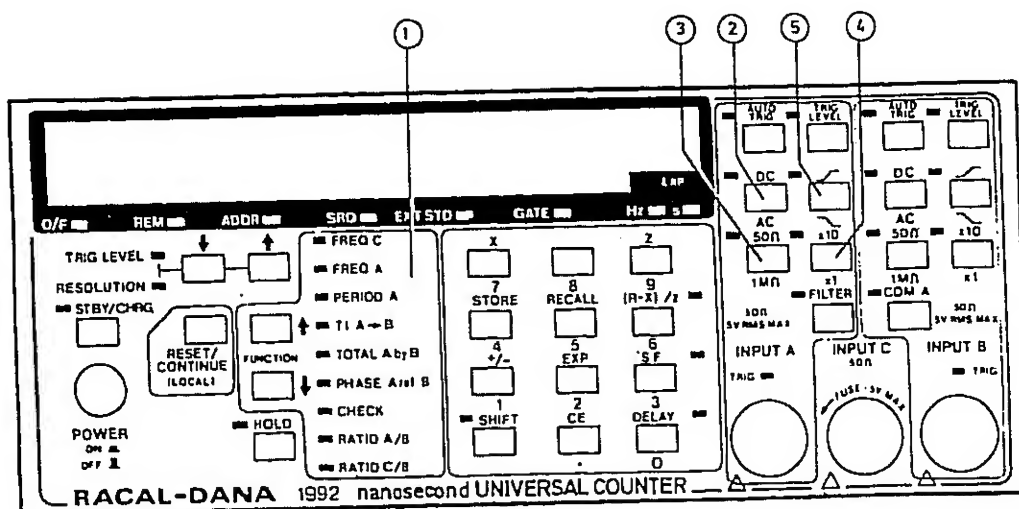 1
3
2
5
4
AUTO TRIG
TRIG LEVEL
AUTO TRIG
TRIG LEVEL
EXP
DC
DC
O/F
REM
ADDR
SRD
EXT STD
GATE
Hz
s
AC
50Ω
x10
AC
50Ω
x10
1MΩ
x1
1MΩ
x1
TRIG LEVEL
RESOLUTION
STBY/CHRG
RESET/
CONTINUE
(LOCAL)
FUNCTION
POWER
ON
OFF
HOLD
FREQ C
FREQ A
PERIOD A
TI A→B
TOTAL A by B
PHASE A rel B
CHECK
RATIO A/B
RATIO C/B
X
Z
7
8
9
STORE
RECALL
(R-X)/Z
4
5
6
+/-
EXP
SF
1
2
3
SHIFT
CE
DELAY
.
0
FILTER
COM A
50Ω
5V RMS MAX
50Ω
5V RMS MAX
INPUT A
INPUT C
50Ω
INPUT B
TRIG
FUSE - 5V MAX
TRIG
RACAL-DANA 1992 nanosecond UNIVERSAL COUNTER